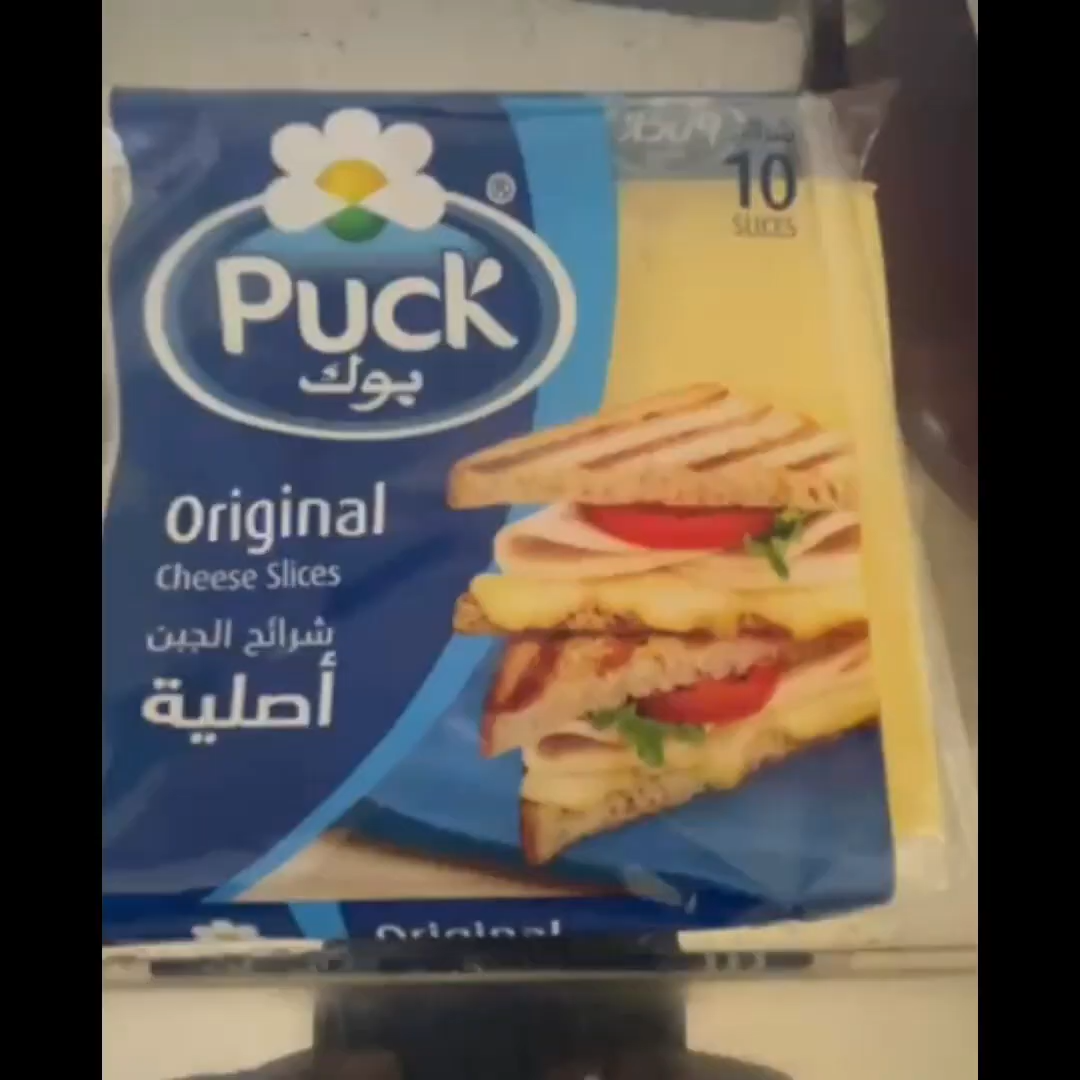 Puck
®
بوك
10
SLICES
Original
Cheese Slices
شرائح الجبن
أصلية
Original